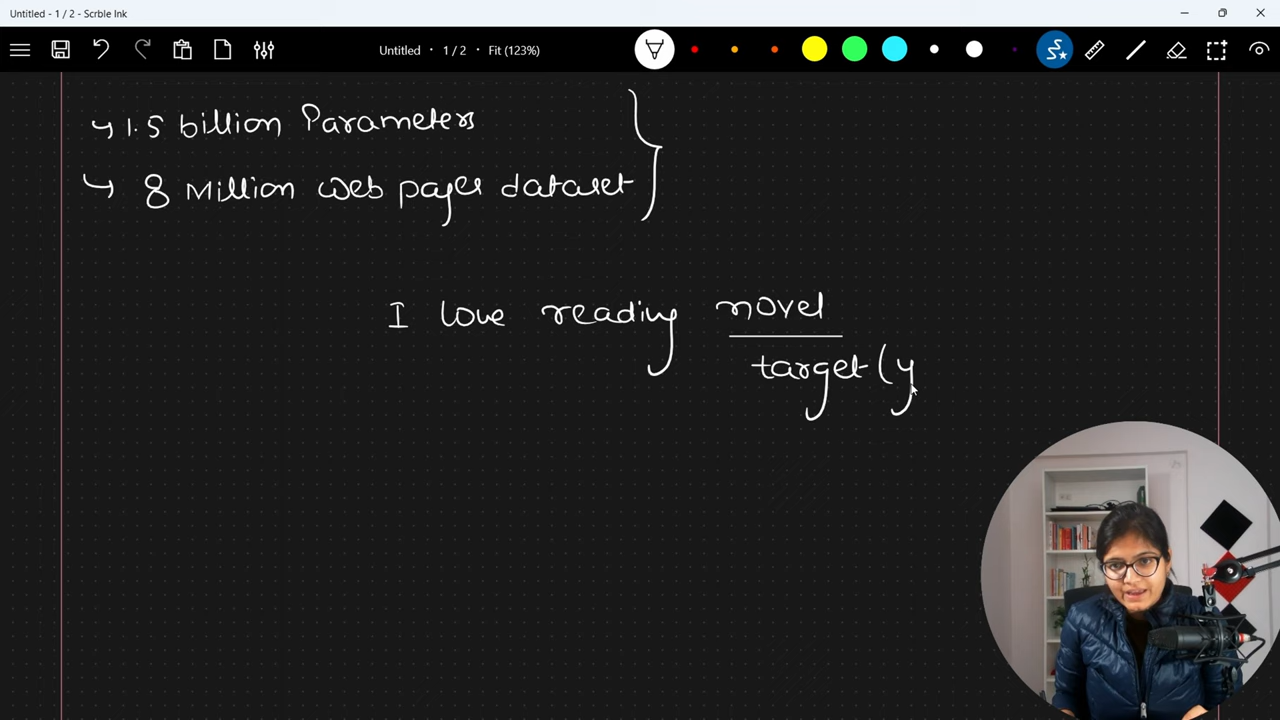 Untitled - 1 / 2 - Scrble Ink
Untitled • 1 / 2 • Fit (123%)
↳ 1.5 billion Parameters
↳ 8 Million web pages dataset
I love reading novel
target (y